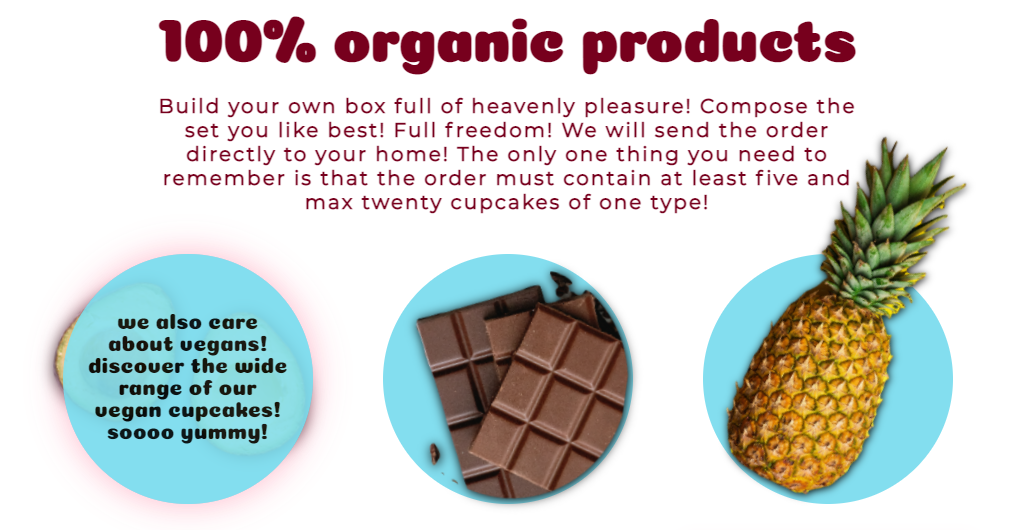 100% organic products
Build your own box full of heavenly pleasure! Compose the
set you like best! Full freedom! We will send the order
directly to your home! The only one thing you need to
remember is that the order must contain at least five and
max twenty cupcakes of one type!
we also care
about vegans!
discover the wide
range of our
vegan cupcakes!
soooo yummy!